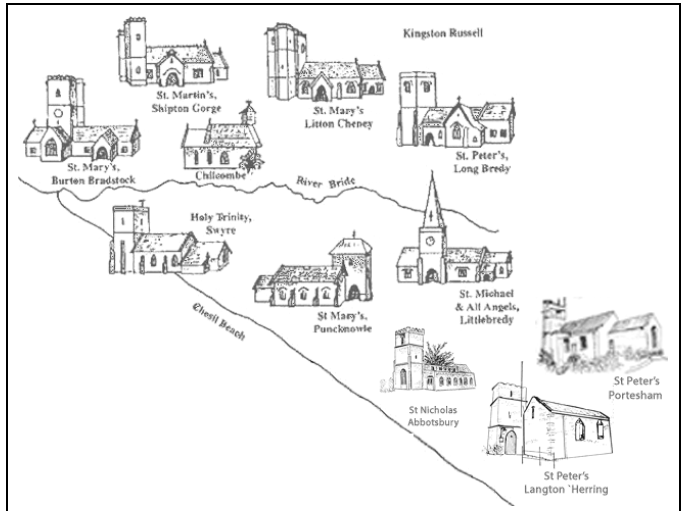 Kingston Russell
St. Martin's,
Shipton Gorge
St. Mary's
Litton Cheney
St. Peter's,
Long Bredy
St. Mary's,
Burton Bradstock
Chilcombe
River Bride
Holy Trinity,
Swyre
St Mary's,
Puncknowle
St. Michael
& All Angels,
Littlebredy
Chesil Beach
St Peter's
Portesham
St Nicholas
Abbotsbury
St Peter's
Langton `Herring